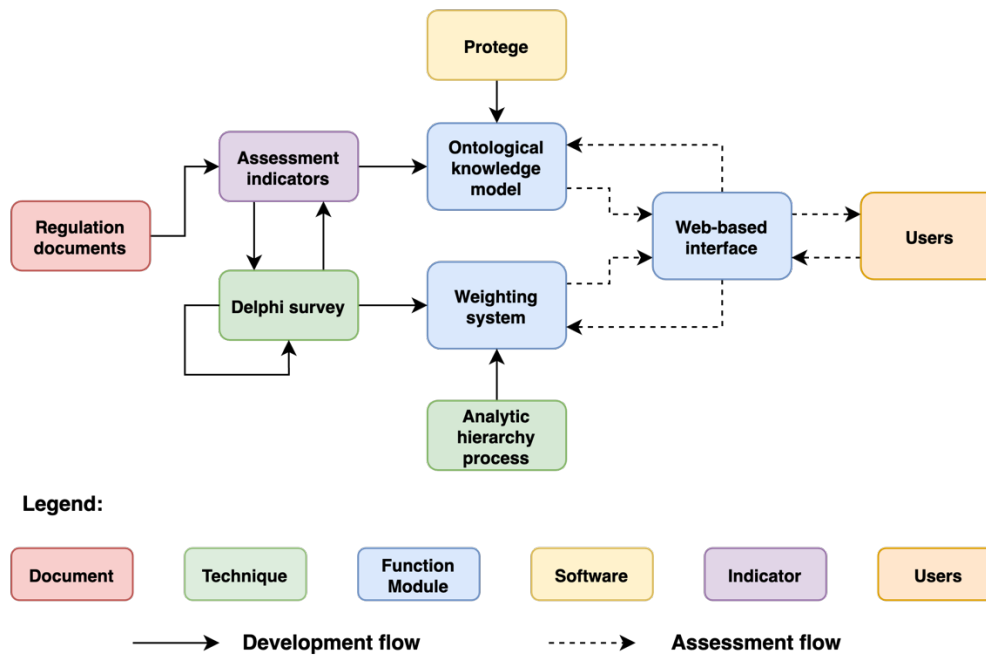 Protege
Assessment
indicators
Ontological
knowledge
model
Regulation
documents
Web-based
interface
Users
Delphi survey
Weighting
system
Analytic
hierarchy
process
Legend:
Document
Technique
Function
Module
Software
Indicator
Users
Development flow
Assessment flow